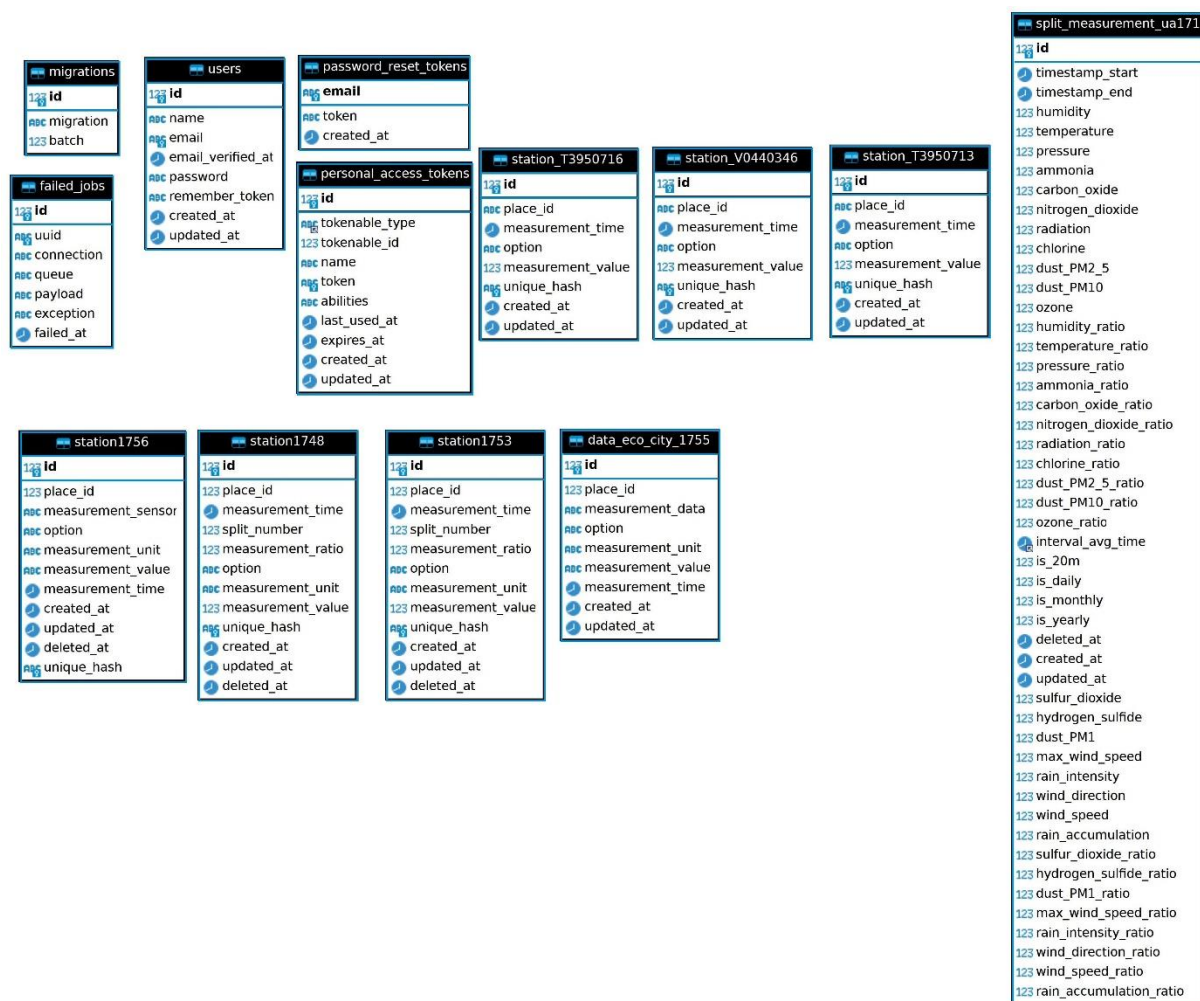 migrations
id
migration
batch
users
id
name
email
email_verified_at
password
remember_token
created_at
updated_at
password_reset_tokens
email
token
created_at
failed_jobs
id
uuid
connection
queue
payload
exception
failed_at
personal_access_tokens
id
tokenable_type
tokenable_id
name
token
abilities
last_used_at
expires_at
created_at
updated_at
station_T3950716
id
place_id
measurement_time
option
measurement_value
unique_hash
created_at
updated_at
station_V0440346
id
place_id
measurement_time
option
measurement_value
unique_hash
created_at
updated_at
station_T3950713
id
place_id
measurement_time
option
measurement_value
unique_hash
created_at
updated_at
station1756
id
place_id
measurement_sensor
option
measurement_unit
measurement_value
measurement_time
created_at
updated_at
deleted_at
unique_hash
station1748
id
place_id
measurement_time
split_number
measurement_ratio
option
measurement_unit
measurement_value
unique_hash
created_at
updated_at
deleted_at
station1753
id
place_id
measurement_time
split_number
measurement_ratio
option
measurement_unit
measurement_value
unique_hash
created_at
updated_at
deleted_at
data_eco_city_1755
id
place_id
measurement_data
option
measurement_unit
measurement_value
measurement_time
created_at
updated_at
split_measurement_ua171
id
timestamp_start
timestamp_end
humidity
temperature
pressure
ammonia
carbon_oxide
nitrogen_dioxide
radiation
chlorine
dust_PM2_5
dust_PM10
ozone
humidity_ratio
temperature_ratio
pressure_ratio
ammonia_ratio
carbon_oxide_ratio
nitrogen_dioxide_ratio
radiation_ratio
chlorine_ratio
dust_PM2_5_ratio
dust_PM10_ratio
ozone_ratio
interval_avg_time
is_20m
is_daily
is_monthly
is_yearly
deleted_at
created_at
updated_at
sulfur_dioxide
hydrogen_sulfide
dust_PM1
max_wind_speed
rain_intensity
wind_direction
wind_speed
rain_accumulation
sulfur_dioxide_ratio
hydrogen_sulfide_ratio
dust_PM1_ratio
max_wind_speed_ratio
rain_intensity_ratio
wind_direction_ratio
wind_speed_ratio
rain_accumulation_ratio